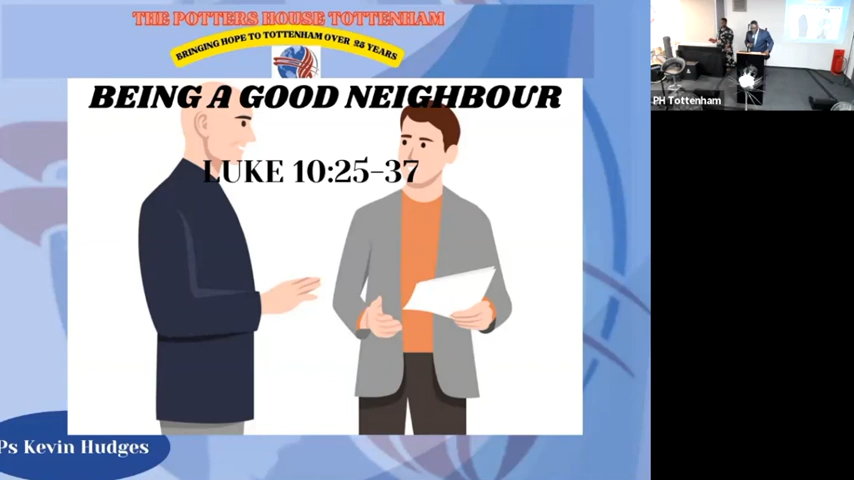 THE POTTERS HOUSE TOTTENHAM
BRINGING HOPE TO TOTTENHAM OVER 25 YEARS
BEING A GOOD NEIGHBOUR
LUKE 10:25-37
Ps Kevin Hudges
PH Tottenham